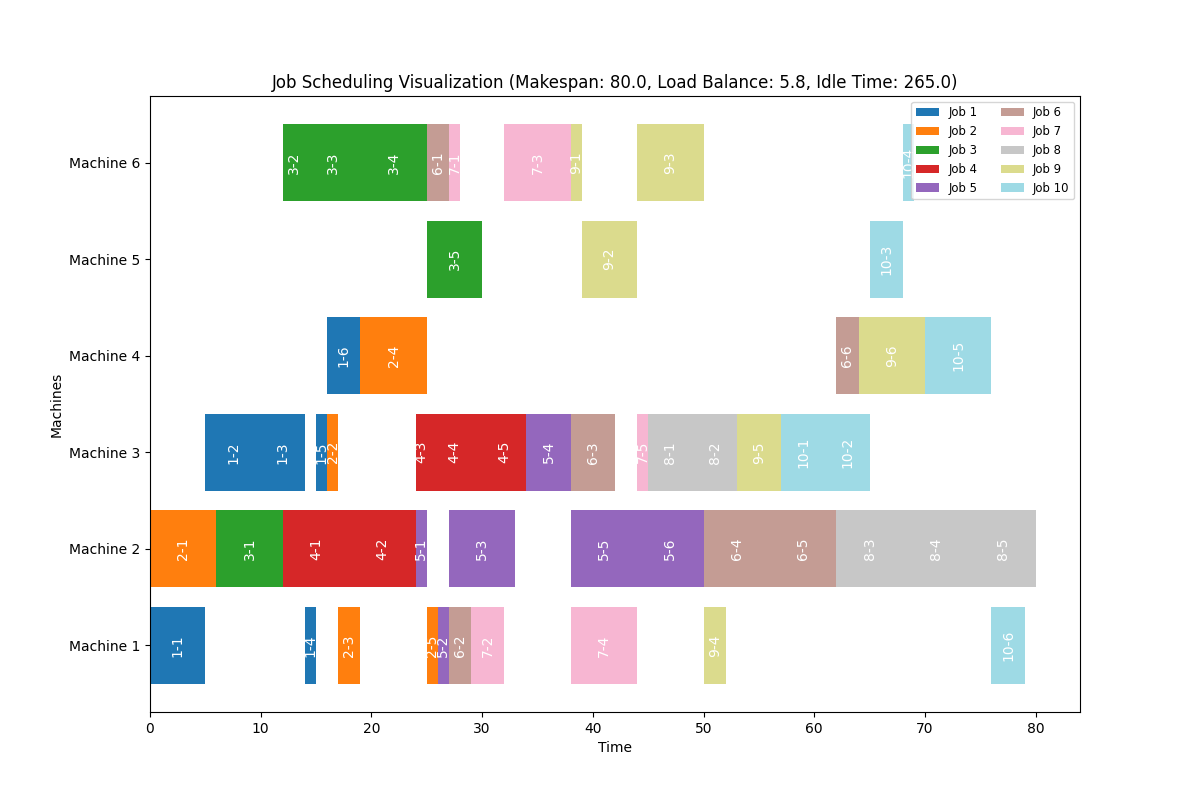 Job Scheduling Visualization (Makespan: 80.0, Load Balance: 5.8, Idle Time: 265.0)
Job 1 Job 6
Job 2 Job 7
Job 3 Job 8
Job 4 Job 9
Job 5 Job 10
Machines
Machine 6
3-2 3-3 3-4 6-1 7-1 7-3 9-1 9-3 10-4
Machine 5
3-5 9-2 10-3
Machine 4
1-6 2-4 6-6 9-6 10-5
Machine 3
1-2 1-3 1-5 2-2 4-3 4-4 4-5 5-4 6-3 7-5 8-1 8-2 9-5 10-1 10-2
Machine 2
2-1 3-1 4-1 4-2 5-1 5-3 5-5 5-6 6-4 6-5 8-3 8-4 8-5
Machine 1
1-1 1-4 2-3 2-5 5-2 6-2 7-2 7-4 9-4 10-6
0 10 20 30 40 50 60 70 80
Time